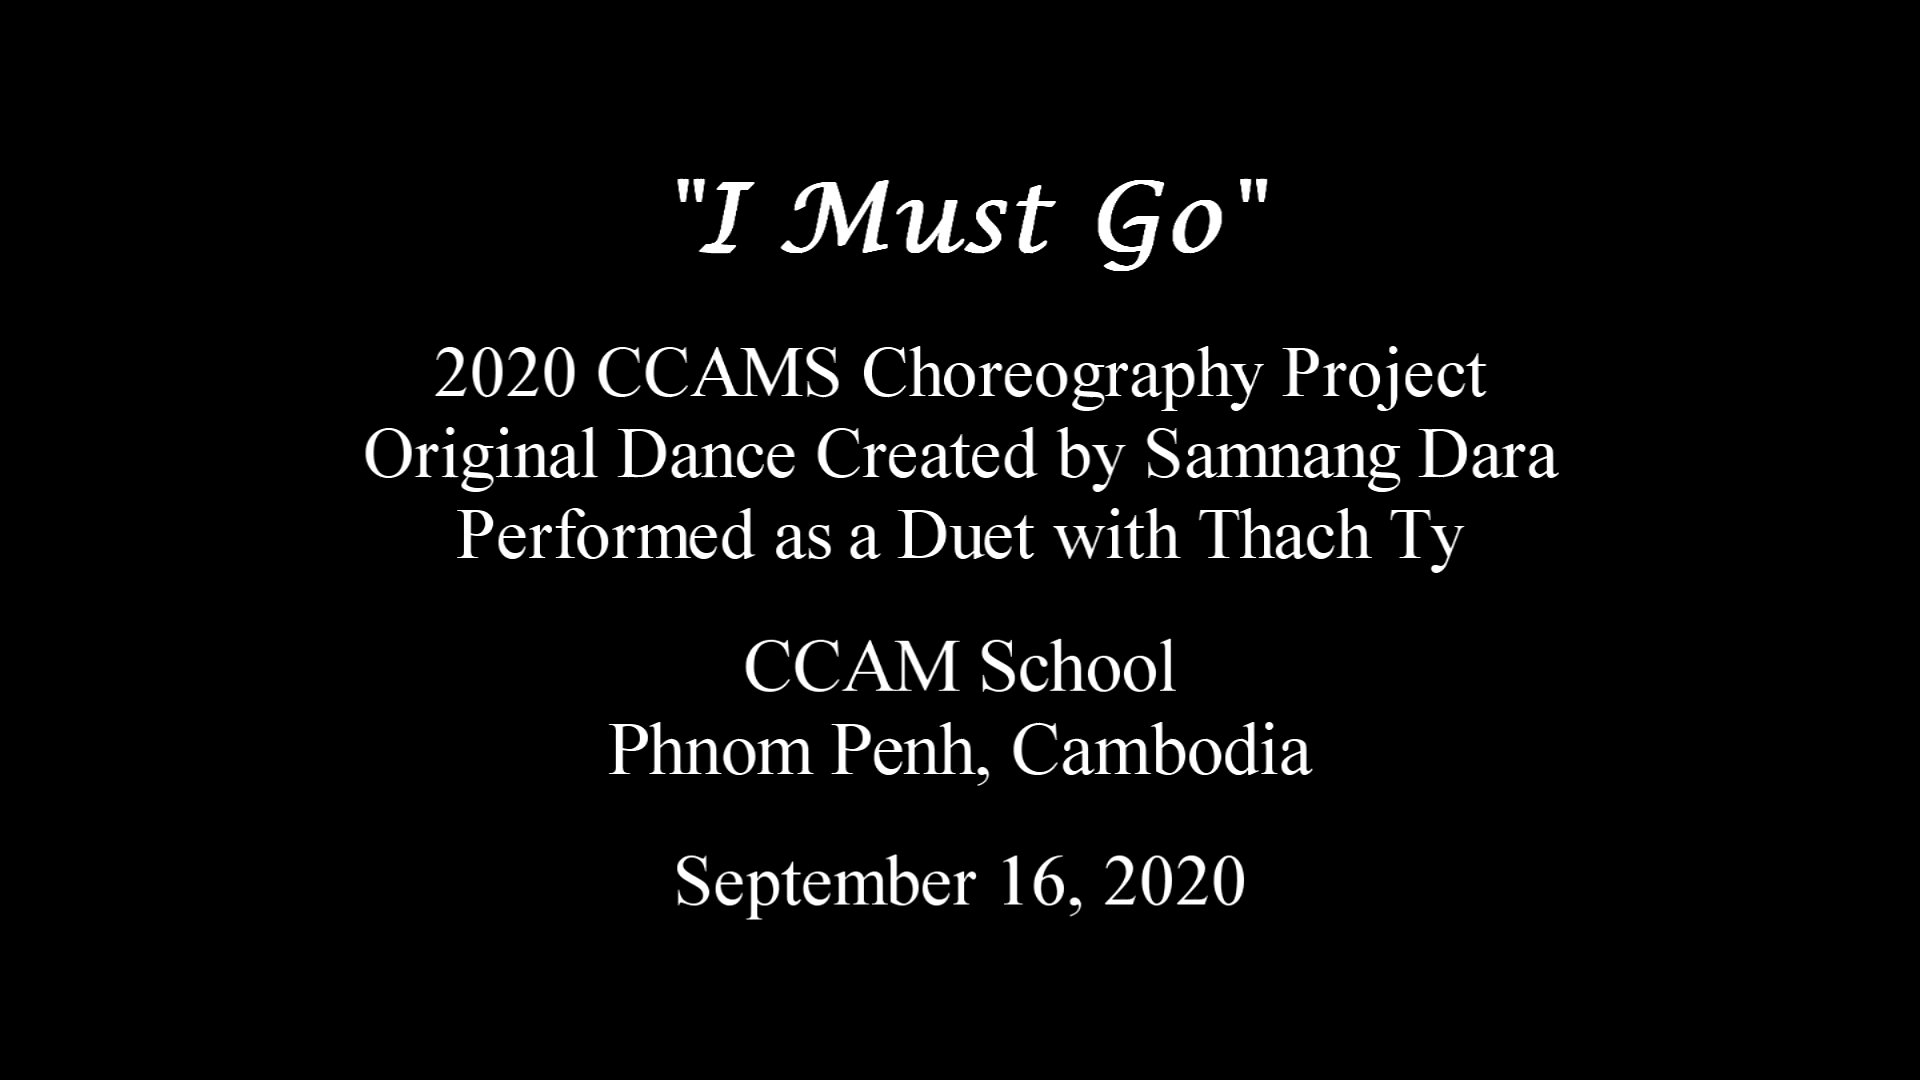 "I Must Go"
2020 CCAMS Choreography Project
Original Dance Created by Samnang Dara
Performed as a Duet with Thach Ty
CCAM School
Phnom Penh, Cambodia
September 16, 2020